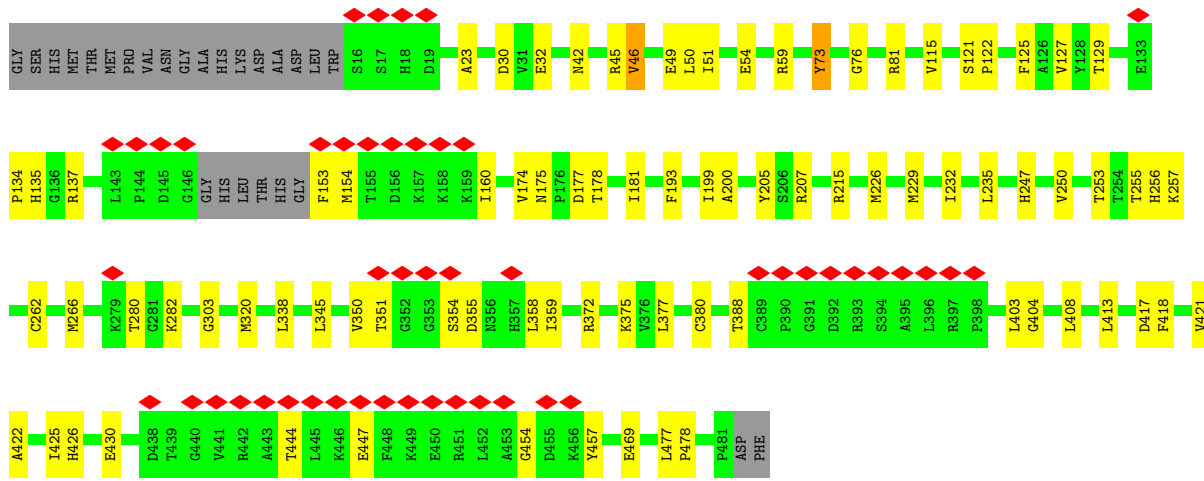 GLY SER HIS MET THR MET PRO VAL ASN GLY ALA HIS LYS ASP ALA ASP LEU TRP S16 S17 H18 D19 A23 D30 V31 E32 N42 R45 V46 E49 L50 I51 E54 R59 Y73 G76 R81 V115 S121 P122 F125 A126 V127 Y128 T129 E133
P134 H135 G136 R137 L143 P144 D145 G146 GLY HIS LEU THR HIS GLY F153 M154 T155 D156 K157 K158 K159 I160 V174 N175 P176 D177 T178 I181 F193 I199 A200 Y205 S206 R207 R215 M226 M229 I232 L235 H247 V250 T253 T254 T255 H256 K257
C262 M266 K279 T280 G281 K282 G303 M320 L338 L345 V350 T351 G352 G353 S354 D355 N356 H357 L358 I359 R372 K375 V376 L377 C380 T388 C389 P390 G391 D392 R393 S394 A395 L396 R397 P398 L403 G404 L408 L413 D417 F418 V421
A422 I425 H426 E430 D438 T439 G440 V441 R442 A443 T444 L445 K446 E447 F448 K449 E450 R451 L452 A453 G454 D455 K456 Y457 E469 L477 P478 P481 ASP PHE